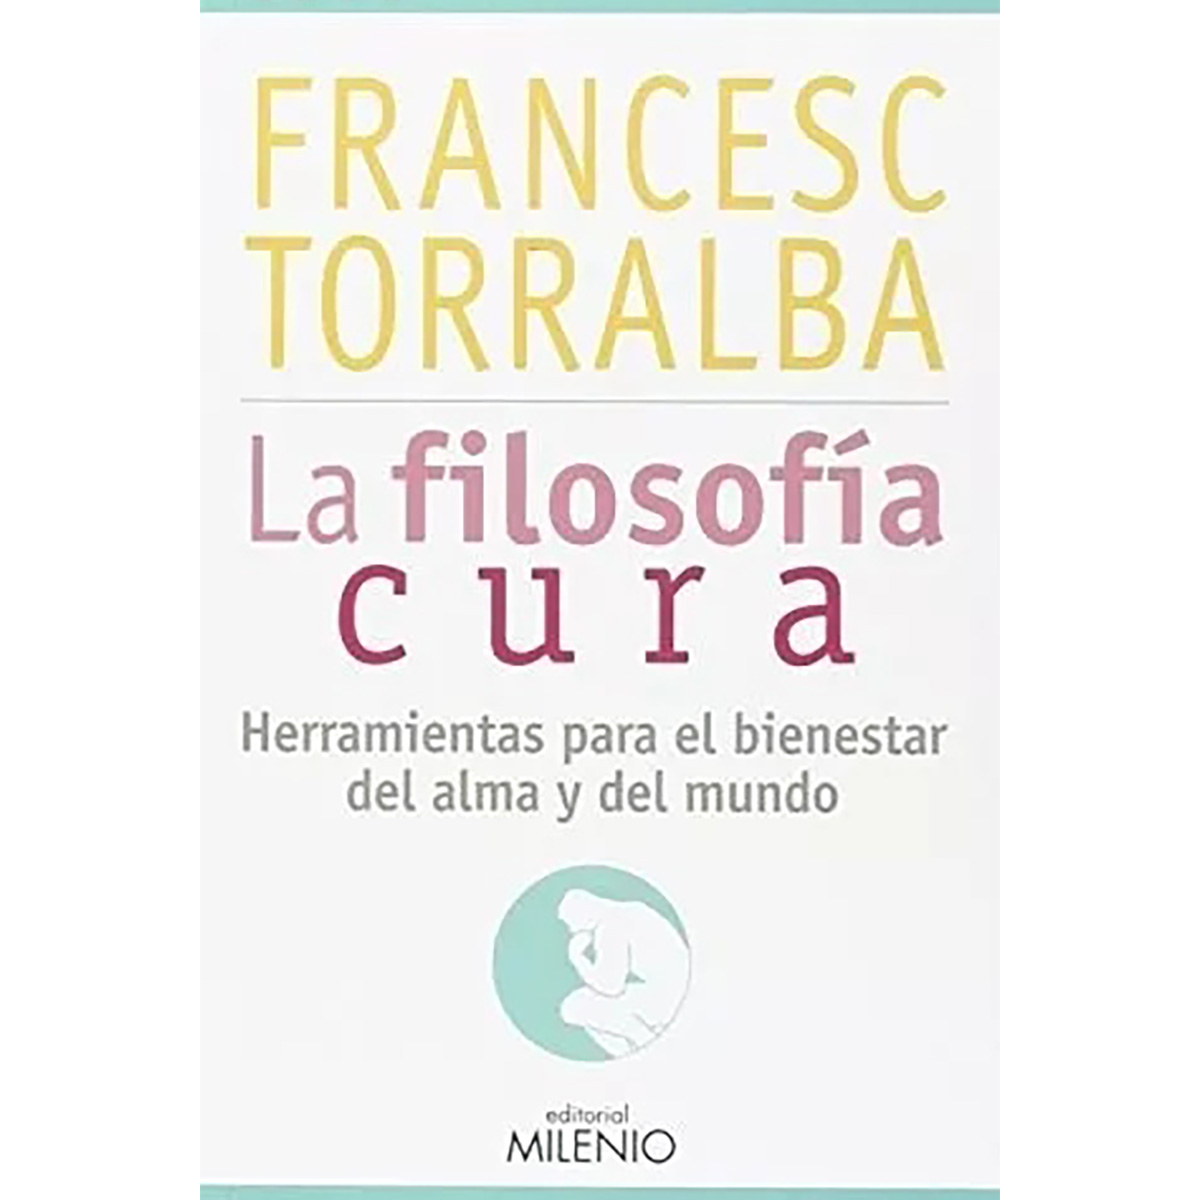 FRANCESC
TORRALBA
La filosofía
cura
Herramientas para el bienestar
del alma y del mundo
editorial
MILENIO